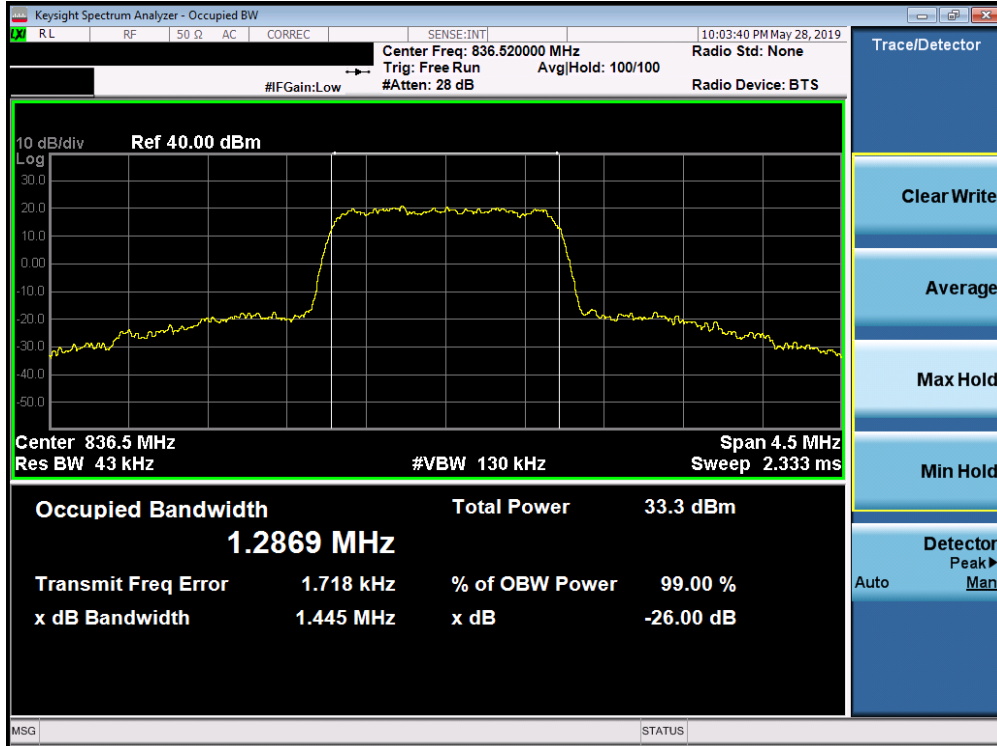 Keysight Spectrum Analyzer - Occupied BW
LXI RL RF 50 Ω AC CORREC SENSE:INT 10:03:40 PM May 28, 2019
Center Freq: 836.520000 MHz Radio Std: None
Trig: Free Run Avg|Hold: 100/100
#IFGain:Low #Atten: 28 dB Radio Device: BTS
10 dB/div Ref 40.00 dBm
Log
30.0
20.0
10.0
0.00
-10.0
-20.0
-30.0
-40.0
-50.0
Center 836.5 MHz Span 4.5 MHz
Res BW 43 kHz #VBW 130 kHz Sweep 2.333 ms
Occupied Bandwidth Total Power 33.3 dBm
1.2869 MHz
Transmit Freq Error 1.718 kHz % of OBW Power 99.00 %
x dB Bandwidth 1.445 MHz x dB -26.00 dB
MSG STATUS
Trace/Detector
Clear Write
Average
Max Hold
Min Hold
Detector
Peak▶
Auto Man